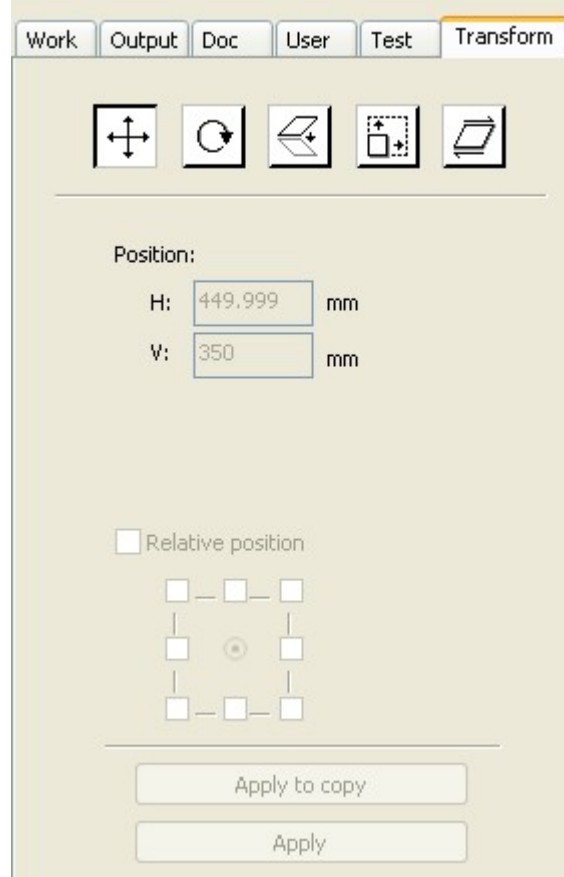 Work Output Doc User Test Transform
Position:
H: 449.999 mm
V: 350 mm
Relative position
Apply to copy
Apply